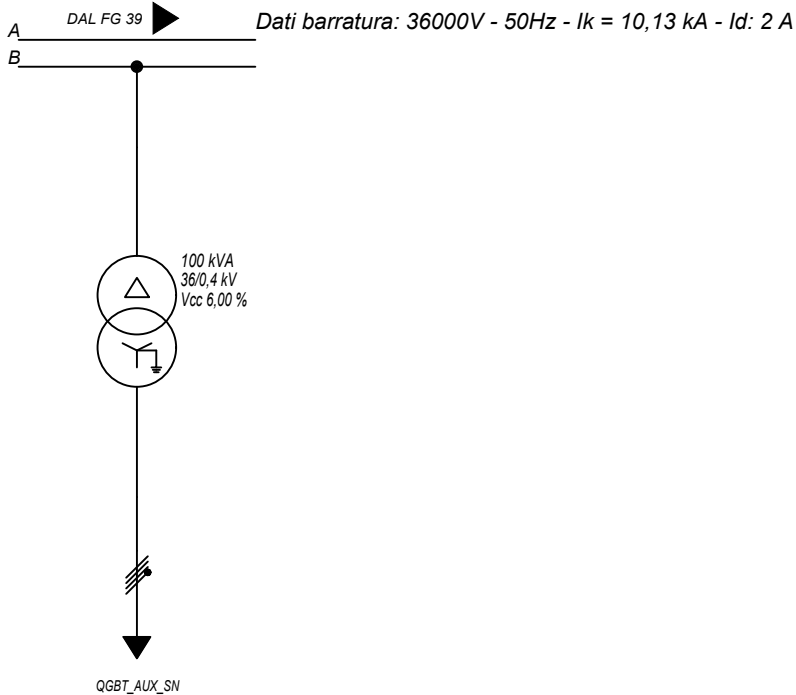 DAL FG 39
Dati barratura: 36000V - 50Hz - Ik = 10,13 kA - Id: 2 A
A
B
100 kVA
36/0,4 kV
Vcc 6,00 %
QGBT_AUX_SN